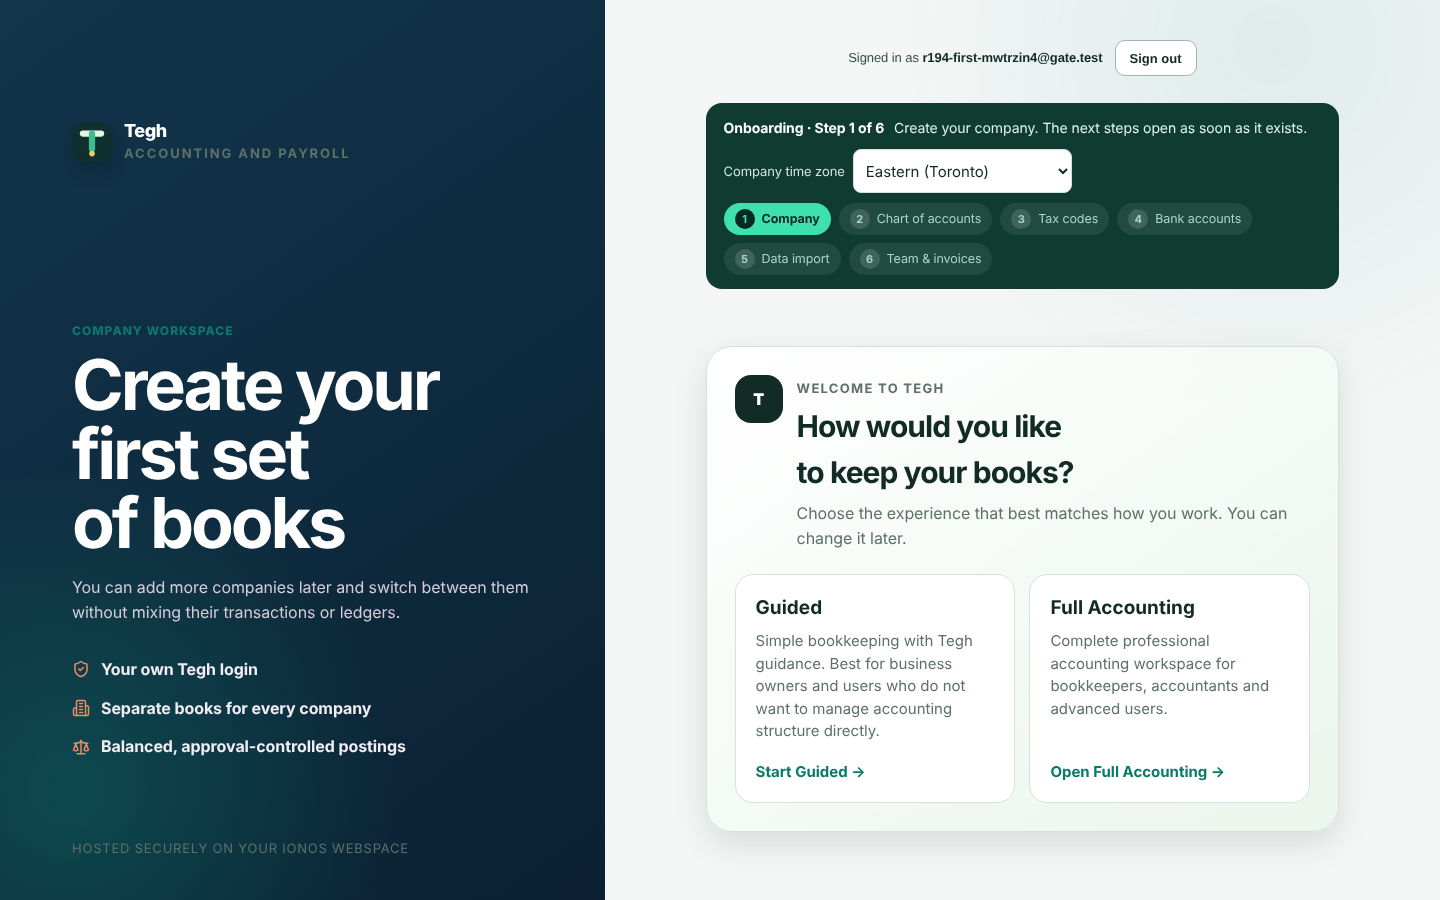 Tegh
ACCOUNTING AND PAYROLL
COMPANY WORKSPACE
Create your
first set
of books
You can add more companies later and switch between them
without mixing their transactions or ledgers.
Your own Tegh login
Separate books for every company
Balanced, approval-controlled postings
HOSTED SECURELY ON YOUR IONOS WEBSPACE
Signed in as r194-first-mwtrzin4@gate.test Sign out
Onboarding · Step 1 of 6 Create your company. The next steps open as soon as it exists.
Company time zone Eastern (Toronto)
1 Company 2 Chart of accounts 3 Tax codes 4 Bank accounts
5 Data import 6 Team & invoices
T
WELCOME TO TEGH
How would you like
to keep your books?
Choose the experience that best matches how you work. You can
change it later.
Guided
Simple bookkeeping with Tegh
guidance. Best for business
owners and users who do not
want to manage accounting
structure directly.
Start Guided →
Full Accounting
Complete professional
accounting workspace for
bookkeepers, accountants and
advanced users.
Open Full Accounting →